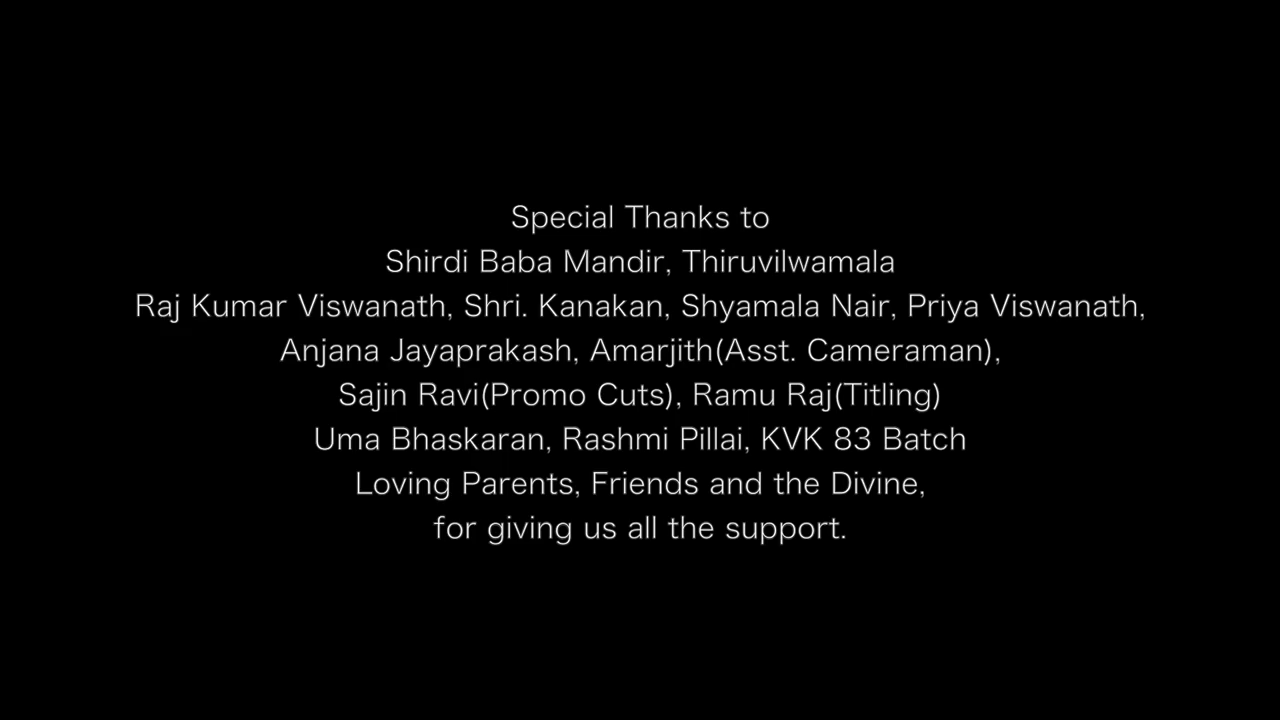 Special Thanks to
Shirdi Baba Mandir, Thiruvilwamala
Raj Kumar Viswanath, Shri. Kanakan, Shyamala Nair, Priya Viswanath,
Anjana Jayaprakash, Amarjith(Asst. Cameraman),
Sajin Ravi(Promo Cuts), Ramu Raj(Titling)
Uma Bhaskaran, Rashmi Pillai, KVK 83 Batch
Loving Parents, Friends and the Divine,
for giving us all the support.